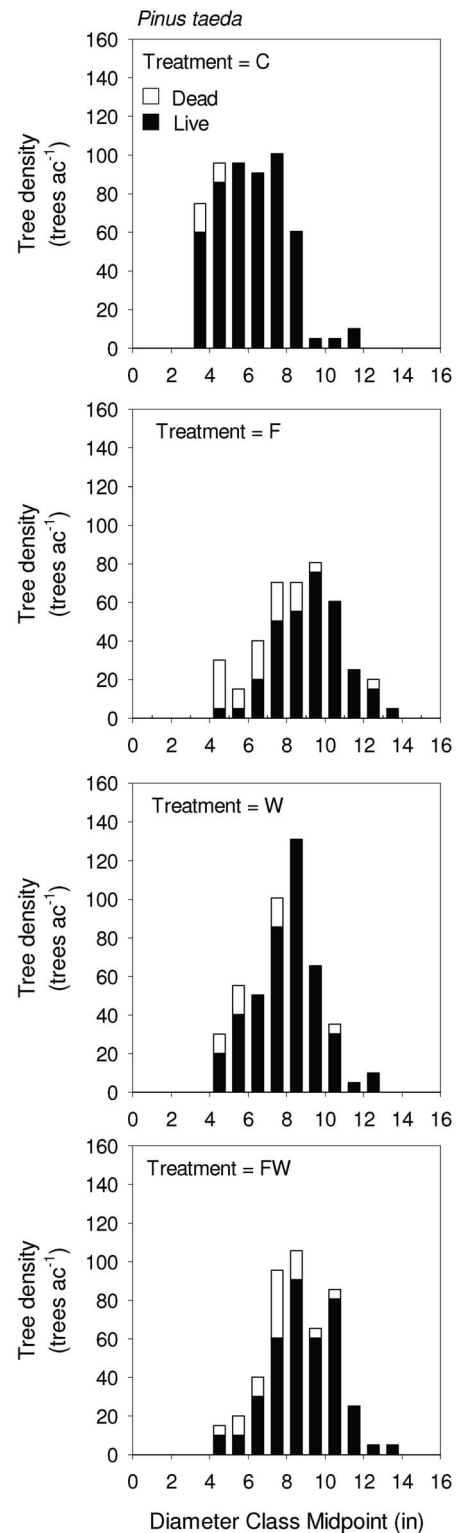 Pinus taeda
160
140
120
100
80
60
40
20
0
Tree density
(trees ac⁻¹)
Treatment = C
Dead
Live
0 2 4 6 8 10 12 14 16
160
140
120
100
80
60
40
20
0
Tree density
(trees ac⁻¹)
Treatment = F
0 2 4 6 8 10 12 14 16
160
140
120
100
80
60
40
20
0
Tree density
(trees ac⁻¹)
Treatment = W
0 2 4 6 8 10 12 14 16
160
140
120
100
80
60
40
20
0
Tree density
(trees ac⁻¹)
Treatment = FW
0 2 4 6 8 10 12 14 16
Diameter Class Midpoint (in)